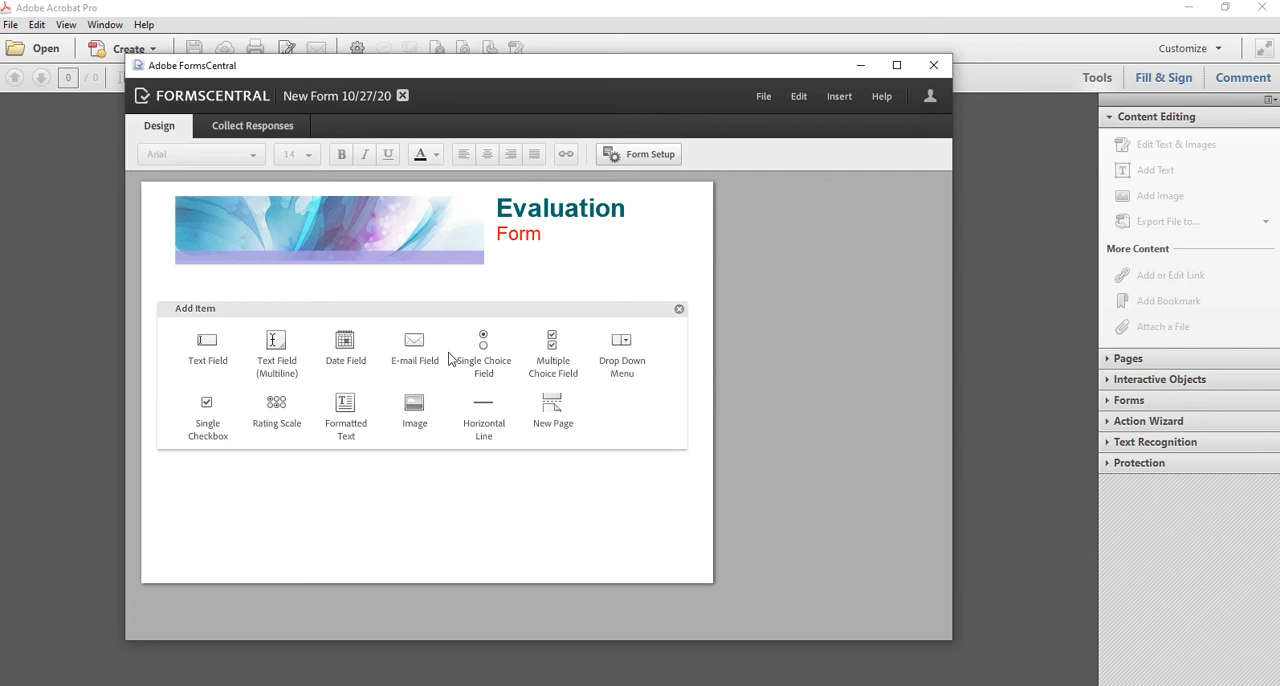 Adobe Acrobat Pro
File Edit View Window Help
Open Create Customize
0 / 0 Tools Fill & Sign Comment
Adobe FormsCentral
FORMSCENTRAL New Form 10/27/20 File Edit Insert Help
Design Collect Responses
Arial 14 B I U A Form Setup
Evaluation
Form
Add Item
Text Field Text Field (Multiline) Date Field E-mail Field Single Choice Field Multiple Choice Field Drop Down Menu
Single Checkbox Rating Scale Formatted Text Image Horizontal Line New Page
Content Editing
Edit Text & Images
Add Text
Add Image
Export File to...
More Content
Add or Edit Link
Add Bookmark
Attach a File
Pages
Interactive Objects
Forms
Action Wizard
Text Recognition
Protection